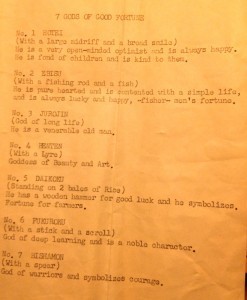 7 GODS OF GOOD FORTUNE
No. 1 HOTEI
(With a large midriff and a broad smile)
He is a very open-minded optimist and is always happy.
He is fond of children and is kind to them.
No. 2 EBISU
(With a fishing rod and a fish)
He is pure hearted and is contented with a simple life,
and is always lucky and happy, -fisher- man's fortune.
No. 3 JUROJIN
(God of long life)
He is a venerable old man.
No. 4 BENTEN
(With a Lyre)
Goddess of Beauty and Art.
No. 5 DAIKOKU
(Standing on 2 bales of Rice)
He has a wooden hammer for good luck and he symbolizes
Fortune for farmers.
No. 6 FUKUROKU
(With a stick and a scroll)
God of deep learning and is a noble character.
No. 7 BISHAMON
(With a spear)
God of warriors and symbolizes courage.